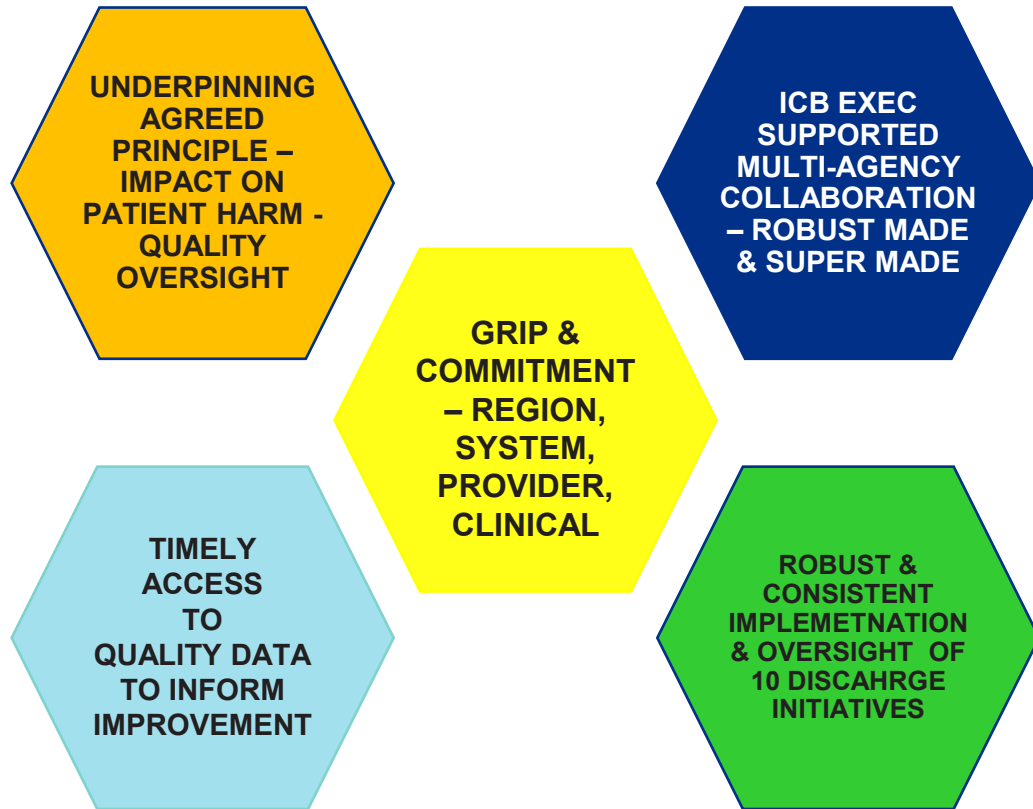 UNDERPINNING
AGREED
PRINCIPLE –
IMPACT ON
PATIENT HARM -
QUALITY
OVERSIGHT
ICB EXEC
SUPPORTED
MULTI-AGENCY
COLLABORATION
– ROBUST MADE
& SUPER MADE
GRIP &
COMMITMENT
– REGION,
SYSTEM,
PROVIDER,
CLINICAL
TIMELY
ACCESS
TO
QUALITY DATA
TO INFORM
IMPROVEMENT
ROBUST &
CONSISTENT
IMPLEMETNATION
& OVERSIGHT OF
10 DISCAHRGE
INITIATIVES